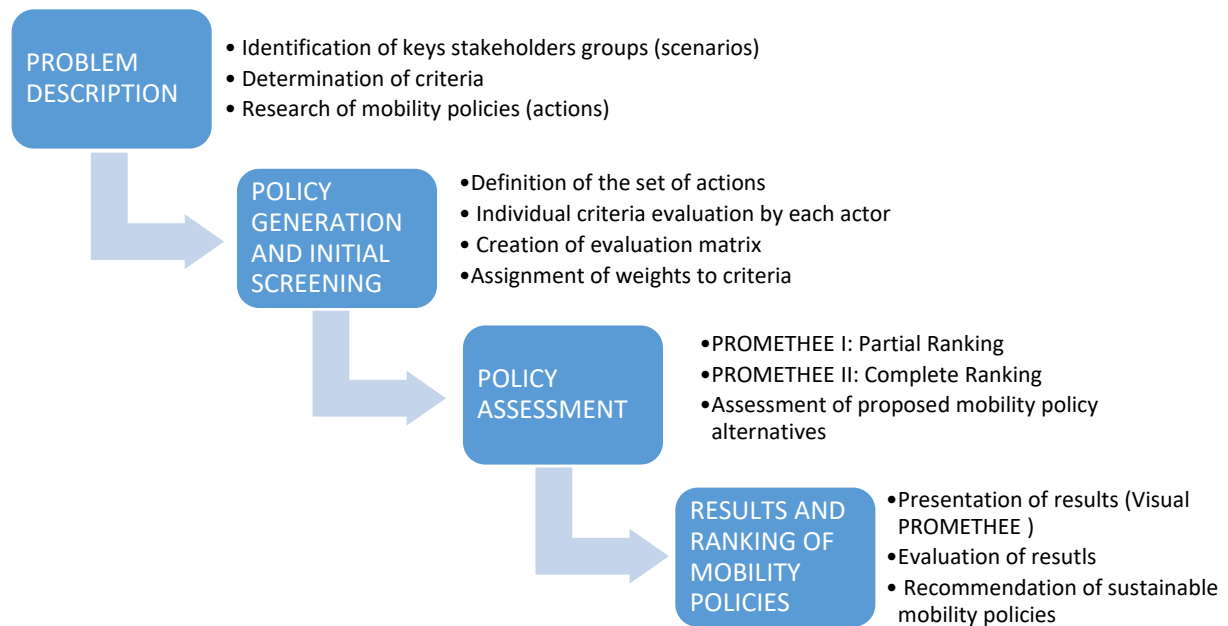 PROBLEM
DESCRIPTION
• Identification of keys stakeholders groups (scenarios)
• Determination of criteria
• Research of mobility policies (actions)
POLICY
GENERATION
AND INITIAL
SCREENING
•Definition of the set of actions
• Individual criteria evaluation by each actor
• Creation of evaluation matrix
•Assignment of weights to criteria
POLICY
ASSESSMENT
•PROMETHEE I: Partial Ranking
•PROMETHEE II: Complete Ranking
•Assessment of proposed mobility policy
alternatives
RESULTS AND
RANKING OF
MOBILITY
POLICIES
•Presentation of results (Visual
PROMETHEE )
•Evaluation of resutls
• Recommendation of sustainable
mobility policies